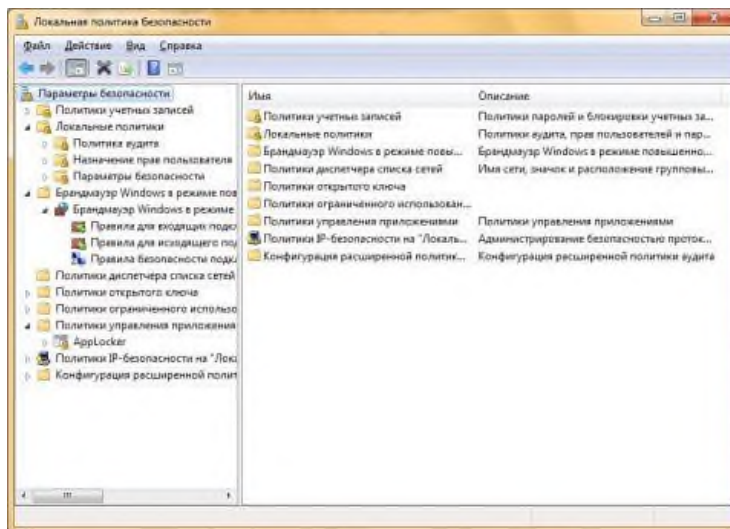 Локальная политика безопасности
Файл Действие Вид Справка
Параметры безопасности
Политики учетных записей
Локальные политики
Политика аудита
Назначение прав пользователя
Параметры безопасности
Брандмауэр Windows в режиме пов
Брандмауэр Windows в режиме
Правила для входящих подкл
Правила для исходящего под
Правила безопасности подкл
Политики диспетчера списка сетей
Политики открытого ключа
Политики ограниченного использо
Политики управления приложения
AppLocker
Политики IP-безопасности на "Лока
Конфигурация расширенной полит
Имя Описание
Политики учетных записей Политики паролей и блокировки учетных за...
Локальные политики Политики аудита, прав пользователей и пар...
Брандмауэр Windows в режиме повы... Брандмауэр Windows в режиме повышенно...
Политики диспетчера списка сетей Имя сети, значок и расположение групповы...
Политики открытого ключа
Политики ограниченного использован...
Политики управления приложениями Политики управления приложениями
Политики IP-безопасности на "Локаль... Администрирование безопасностью проток...
Конфигурация расширенной политик... Конфигурация расширенной политики аудита